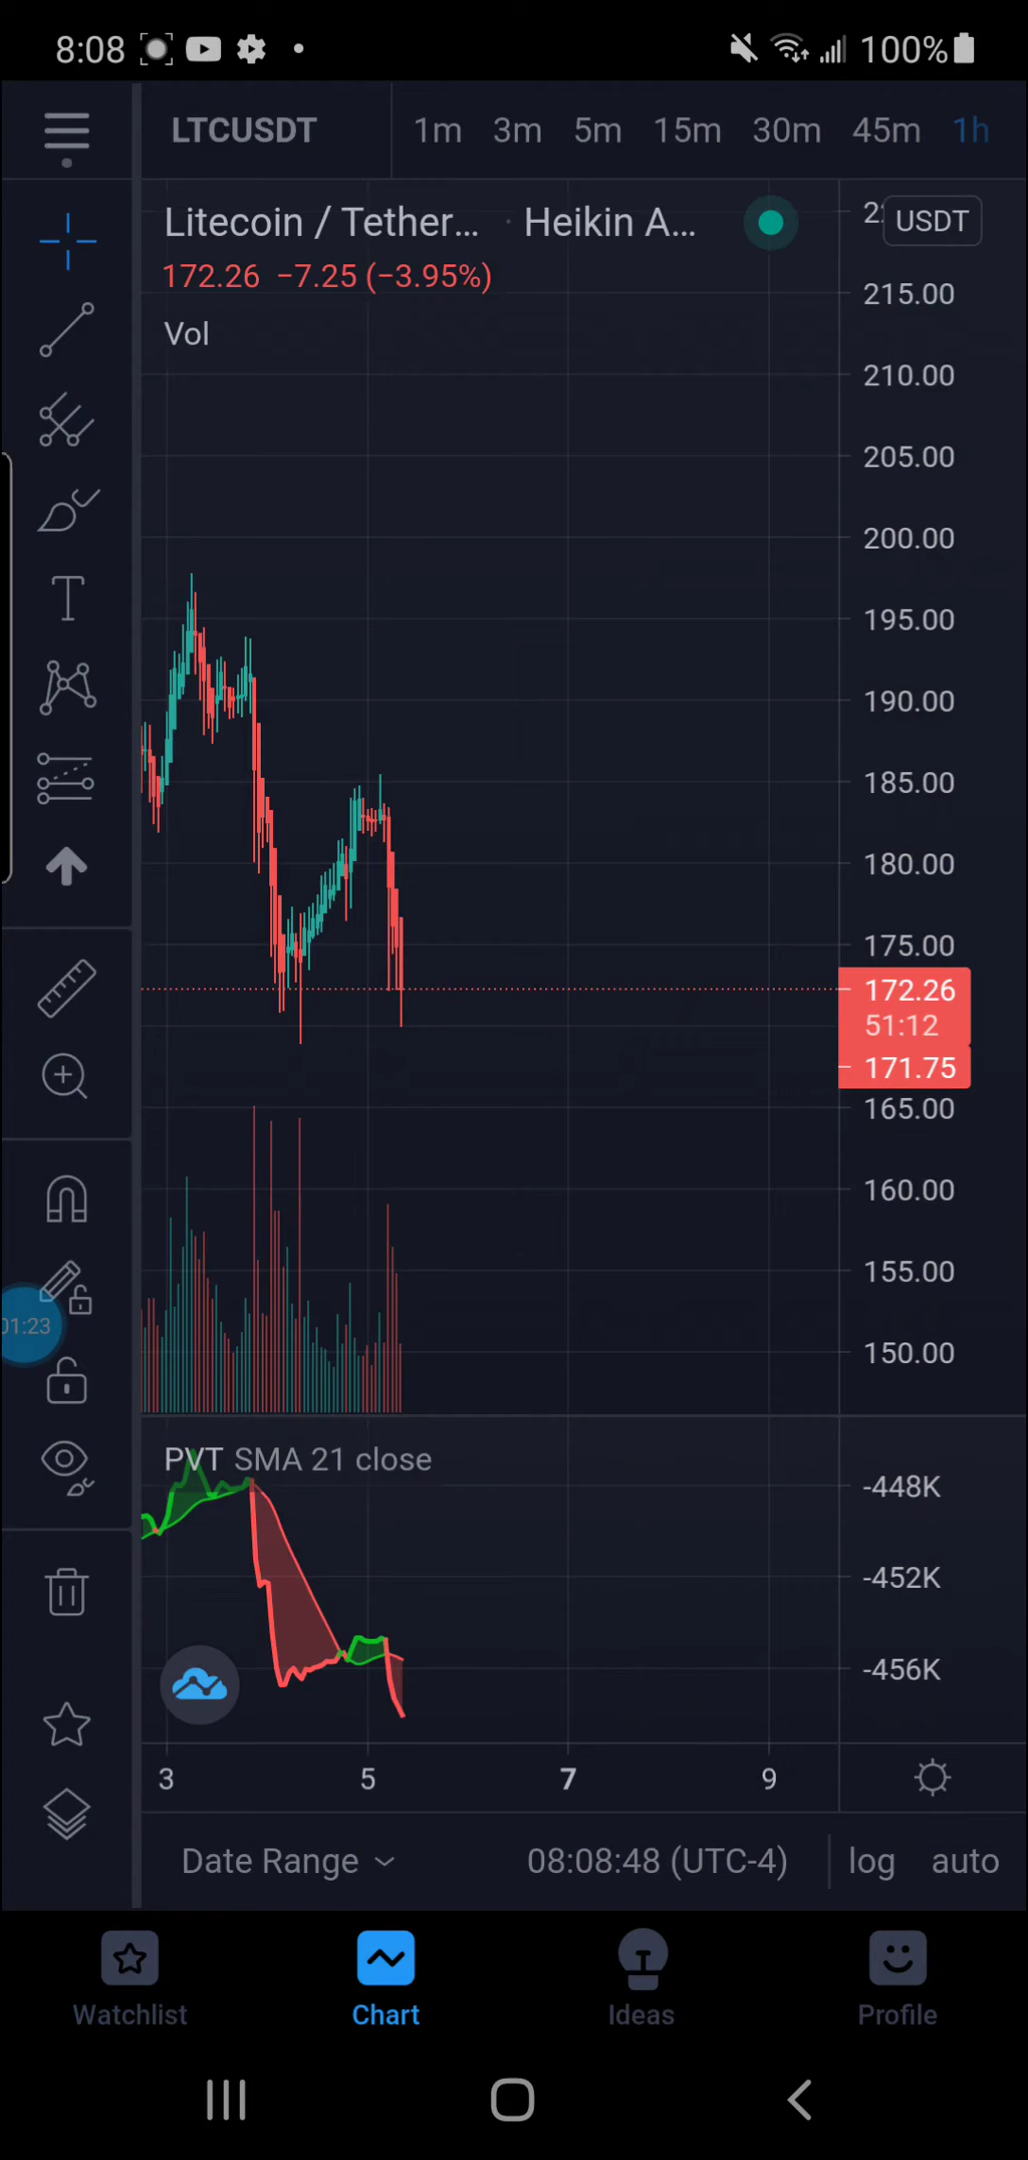 8:08 100%
LTCUSDT 1m 3m 5m 15m 30m 45m 1h
Litecoin / Tether... · Heikin A... USDT
172.26 −7.25 (−3.95%)
Vol
215.00
210.00
205.00
200.00
195.00
190.00
185.00
180.00
175.00
172.26
51:12
171.75
165.00
160.00
155.00
150.00
01:23
PVT SMA 21 close
-448K
-452K
-456K
3 5 7 9
Date Range 08:08:48 (UTC-4) log auto
Watchlist Chart Ideas Profile